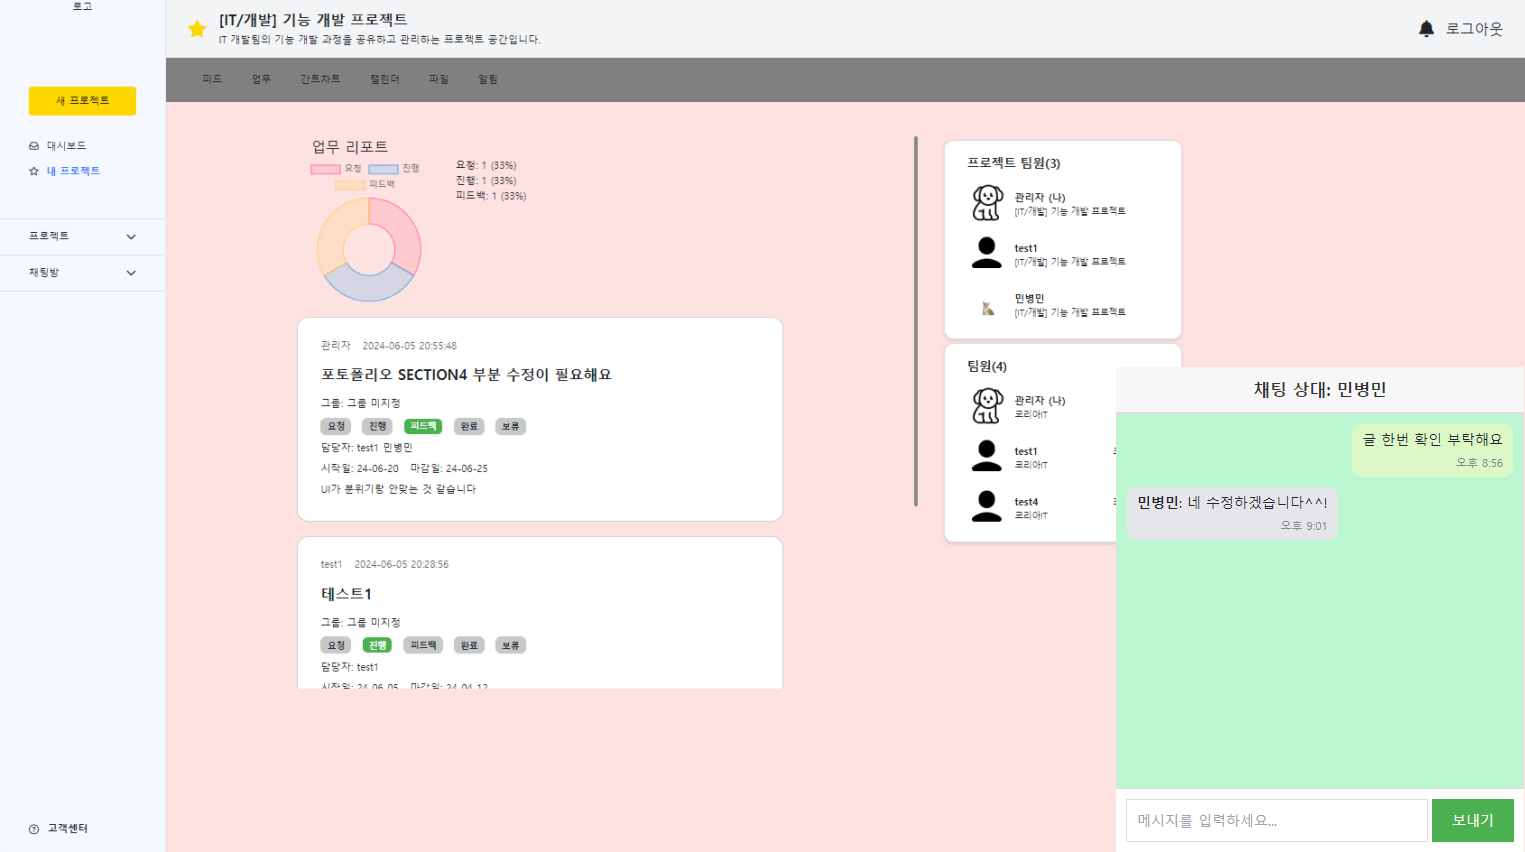 로고
새 프로젝트
대시보드
내 프로젝트
프로젝트
채팅방
고객센터
[IT/개발] 기능 개발 프로젝트
IT 개발팀의 기능 개발 과정을 공유하고 관리하는 프로젝트 공간입니다.
로그아웃
피드 업무 간트차트 캘린더 파일 알림
업무 리포트
요청 진행
피드백
요청: 1 (33%)
진행: 1 (33%)
피드백: 1 (33%)
관리자 2024-06-05 20:55:48
포토폴리오 SECTION4 부분 수정이 필요해요
그룹: 그룹 미지정
요청 진행 피드백 완료 보류
담당자: test1 민병민
시작일: 24-06-20 마감일: 24-06-25
UI가 분위기랑 안맞는 것 같습니다
test1 2024-06-05 20:28:56
테스트1
그룹: 그룹 미지정
요청 진행 피드백 완료 보류
담당자: test1
시작일: 24-06-05 마감일: 24-04-12
프로젝트 팀원(3)
관리자 (나)
[IT/개발] 기능 개발 프로젝트
test1
[IT/개발] 기능 개발 프로젝트
민병민
[IT/개발] 기능 개발 프로젝트
팀원(4)
관리자 (나)
코리아IT
test1
코리아IT
test4
코리아IT
채팅 상대: 민병민
글 한번 확인 부탁해요
오후 8:56
민병민: 네 수정하겠습니다^^!
오후 9:01
메시지를 입력하세요...
보내기